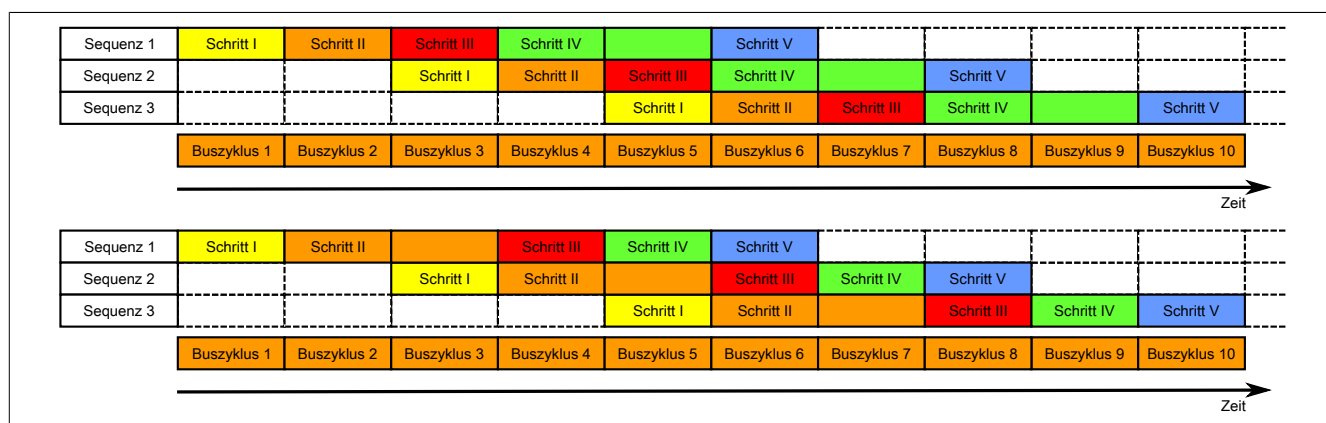 Sequenz 1 Schritt I Schritt II Schritt III Schritt IV Schritt V
Sequenz 2 Schritt I Schritt II Schritt III Schritt IV Schritt V
Sequenz 3 Schritt I Schritt II Schritt III Schritt IV Schritt V
Buszyklus 1 Buszyklus 2 Buszyklus 3 Buszyklus 4 Buszyklus 5 Buszyklus 6 Buszyklus 7 Buszyklus 8 Buszyklus 9 Buszyklus 10
Zeit
Sequenz 1 Schritt I Schritt II Schritt III Schritt IV Schritt V
Sequenz 2 Schritt I Schritt II Schritt III Schritt IV Schritt V
Sequenz 3 Schritt I Schritt II Schritt III Schritt IV Schritt V
Buszyklus 1 Buszyklus 2 Buszyklus 3 Buszyklus 4 Buszyklus 5 Buszyklus 6 Buszyklus 7 Buszyklus 8 Buszyklus 9 Buszyklus 10
Zeit